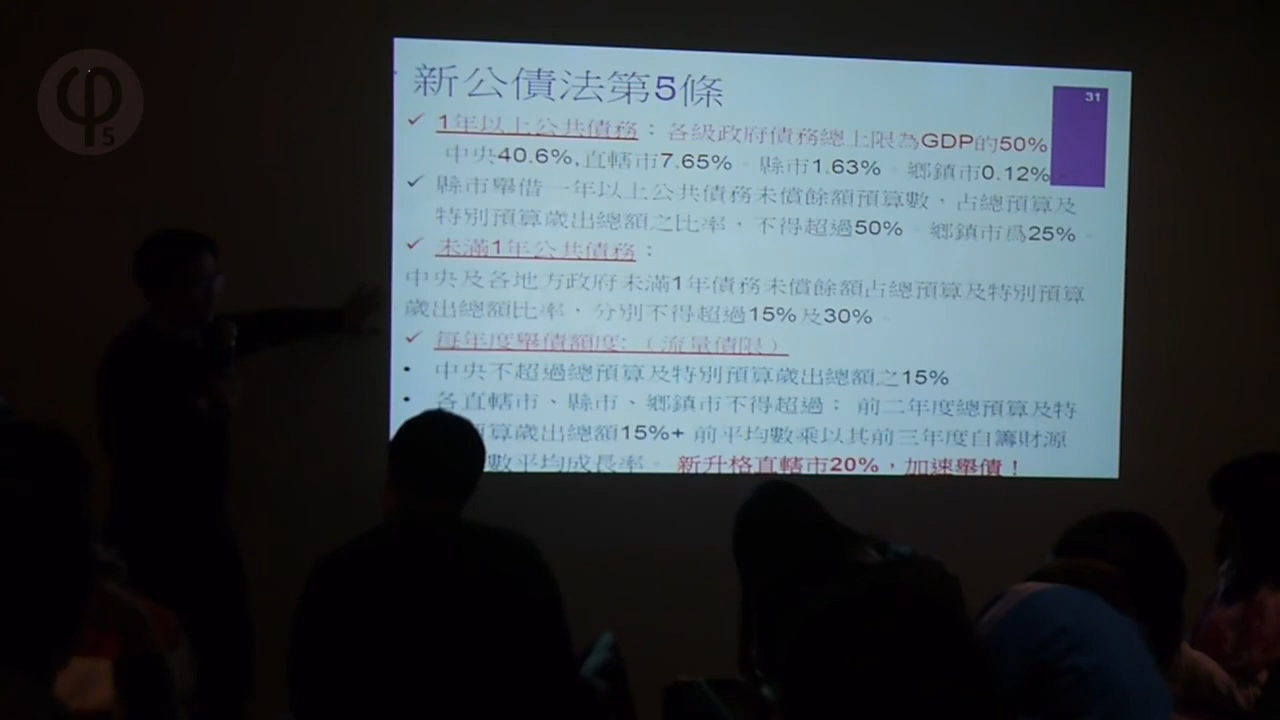 φ5
新公債法第5條
31
✓ 1年以上公共債務：各級政府債務總上限為GDP的50%
中央40.6%,直轄市7.65%。縣市1.63%。鄉鎮市0.12%
✓ 縣市舉借一年以上公共債務未償餘額預算數，占總預算及
特別預算歲出總額之比率，不得超過50%。鄉鎮市爲25%。
✓ 未滿1年公共債務：
中央及各地方政府未滿1年債務未償餘額占總預算及特別預算
歲出總額比率，分別不得超過15%及30%。
✓ 每年度舉債額度:（流量債限）
• 中央不超過總預算及特別預算歲出總額之15%
• 各直轄市、縣市、鄉鎮市不得超過：前二年度總預算及特
預算歲出總額15%+ 前平均數乘以其前三年度自籌財源
數平均成長率。新升格直轄市20%，加速舉債！